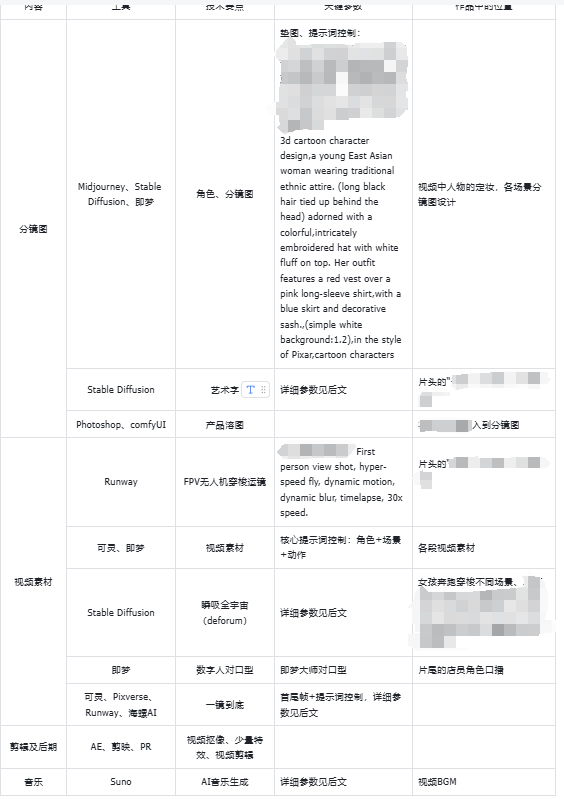 内容
工具
技术要点
关键参数
作品中的位置
分镜图
Midjourney、Stable
Diffusion、即梦
角色、分镜图
垫图、提示词控制：
3d cartoon character
design,a young East Asian
woman wearing traditional
ethnic attire. (long black
hair tied up behind the
head) adorned with a
colorful,intricately
embroidered hat with white
fluff on top. Her outfit
features a red vest over a
pink long-sleeve shirt,with a
blue skirt and decorative
sash.,(simple white
background:1.2),in the style
of Pixar,cartoon characters
视频中人物的定妆，各场景分
镜图设计
Stable Diffusion
艺术字
T
详细参数见后文
片头的“
Photoshop、comfyUI
产品溶图
入到分镜图
视频素材
Runway
FPV无人机穿梭运镜
First
person view shot, hyper-
speed fly, dynamic motion,
dynamic blur, timelapse, 30x
speed.
片头的“
可灵、即梦
视频素材
核心提示词控制：角色+场景
+动作
各段视频素材
Stable Diffusion
瞬吸全宇宙
（deforum）
详细参数见后文
女孩奔跑穿梭不同场景、
即梦
数字人对口型
即梦大师对口型
片尾的店员角色口播
可灵、Pixverse、
Runway、海螺AI
一镜到底
首尾帧+提示词控制，详细参
数见后文
剪辑及后期
AE、剪映、PR
视频抠像、少量特
效、视频剪辑
音乐
Suno
AI音乐生成
详细参数见后文
视频BGM